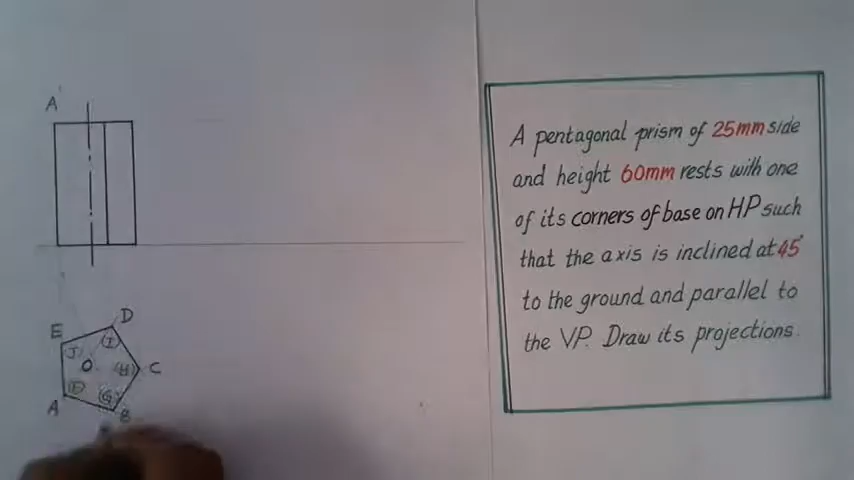 A'
A pentagonal prism of 25mm side
and height 60mm rests with one
of its corners of base on HP such
that the axis is inclined at 45°
to the ground and parallel to
the VP. Draw its projections.
D
E
I
J
O
H
C
F
G
A
B